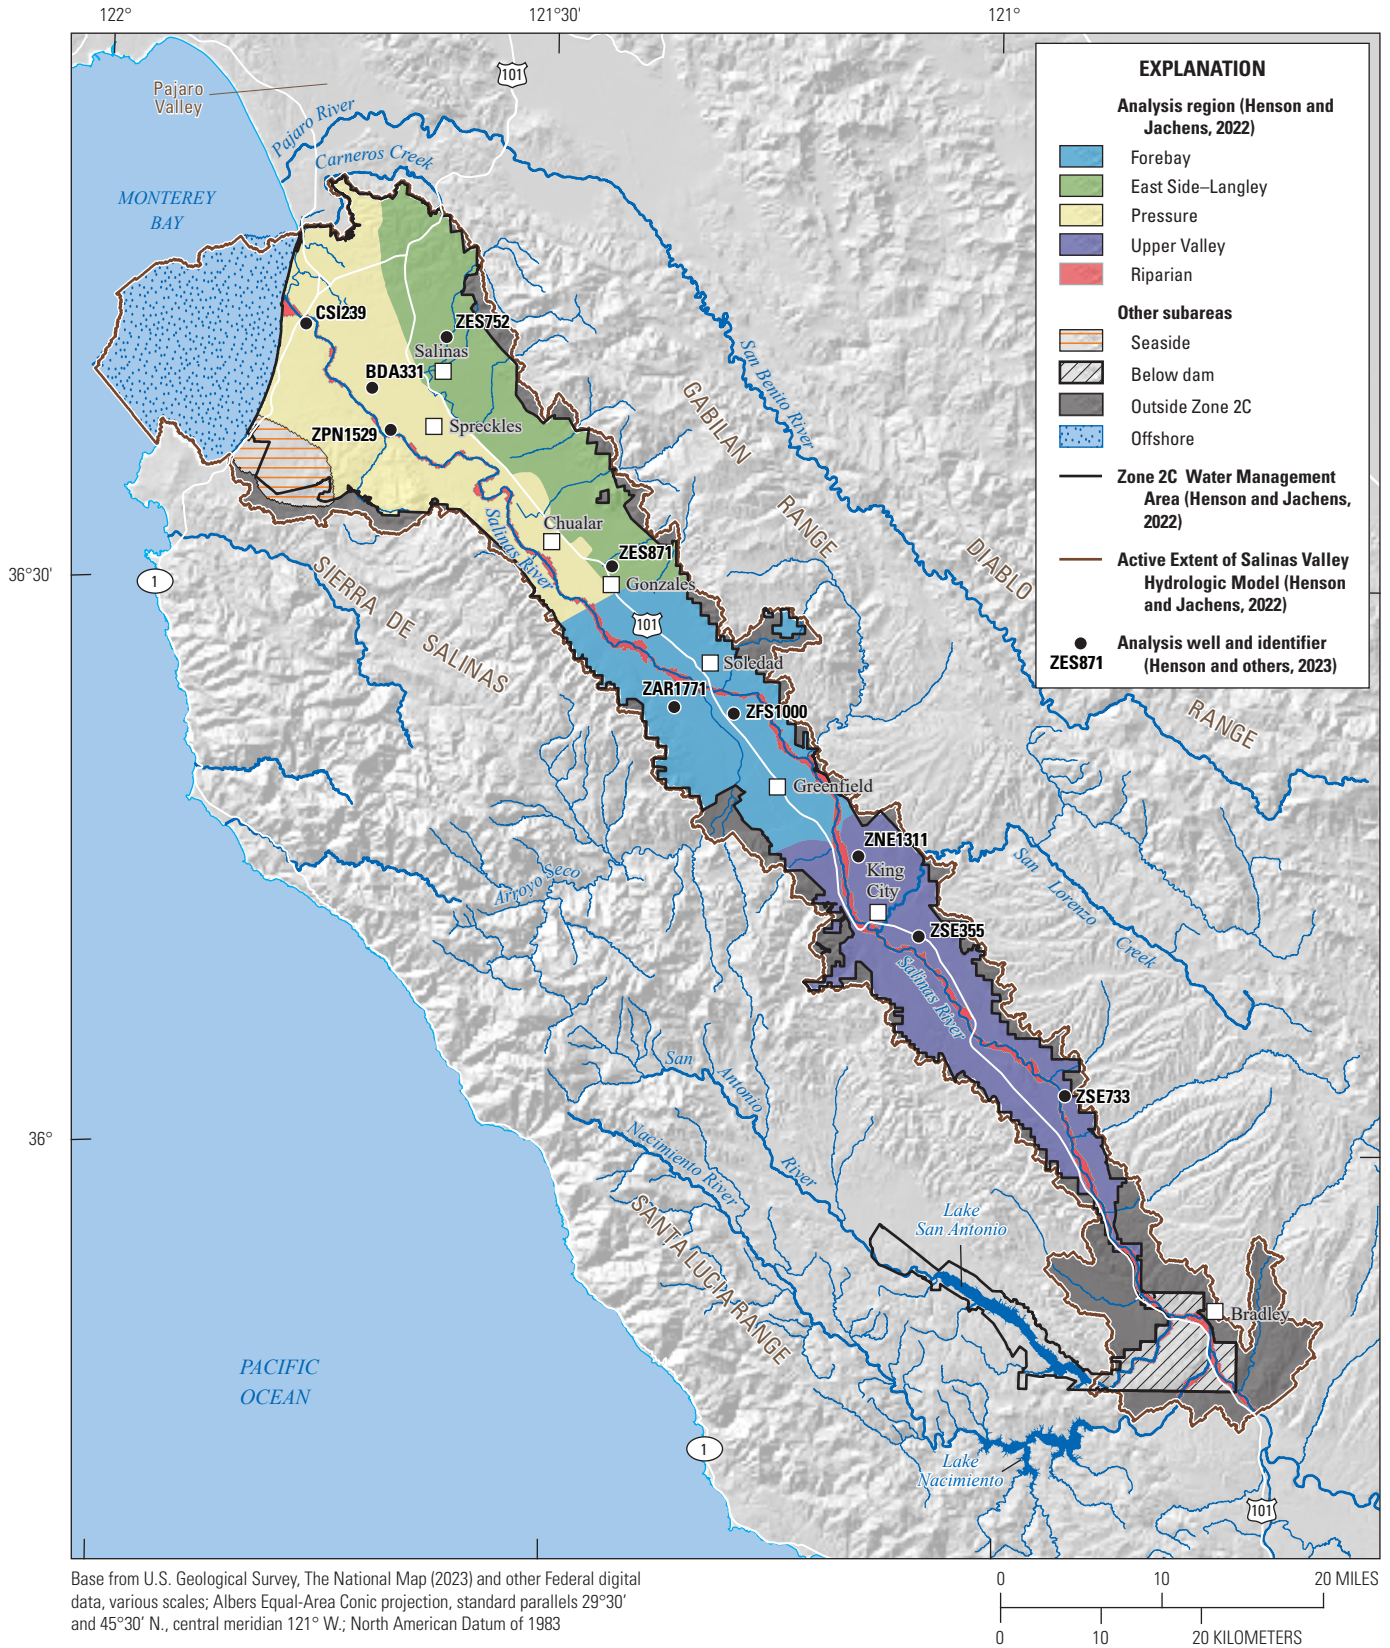 122°
121°30'
121°
101
Pajaro
Valley
Pajaro River
Carneros Creek
MONTEREY
BAY
CSI239
ZES752
Salinas
BDA331
ZPN1529
Spreckles
San Benito River
GABILAN
RANGE
DIABLO
RANGE
Chualar
ZES871
Gonzales
Salinas River
36°30'
1
SIERRA DE SALINAS
101
Soledad
ZAR1771
ZFS1000
Greenfield
ZNE1311
King
City
San Lorenzo Creek
Arroyo Seco
ZSE355
Salinas River
San Antonio River
ZSE733
36°
Nacimiento River
SANTA LUCIA RANGE
Lake
San Antonio
Bradley
PACIFIC
OCEAN
1
Lake
Nacimiento
101
EXPLANATION
Analysis region (Henson and
Jachens, 2022)
Forebay
East Side–Langley
Pressure
Upper Valley
Riparian
Other subareas
Seaside
Below dam
Outside Zone 2C
Offshore
Zone 2C Water Management
Area (Henson and Jachens,
2022)
Active Extent of Salinas Valley
Hydrologic Model (Henson
and Jachens, 2022)
Analysis well and identifier
ZES871
(Henson and others, 2023)
Base from U.S. Geological Survey, The National Map (2023) and other Federal digital
data, various scales; Albers Equal-Area Conic projection, standard parallels 29°30′
and 45°30′ N., central meridian 121° W.; North American Datum of 1983
0 10 20 MILES
0 10 20 KILOMETERS